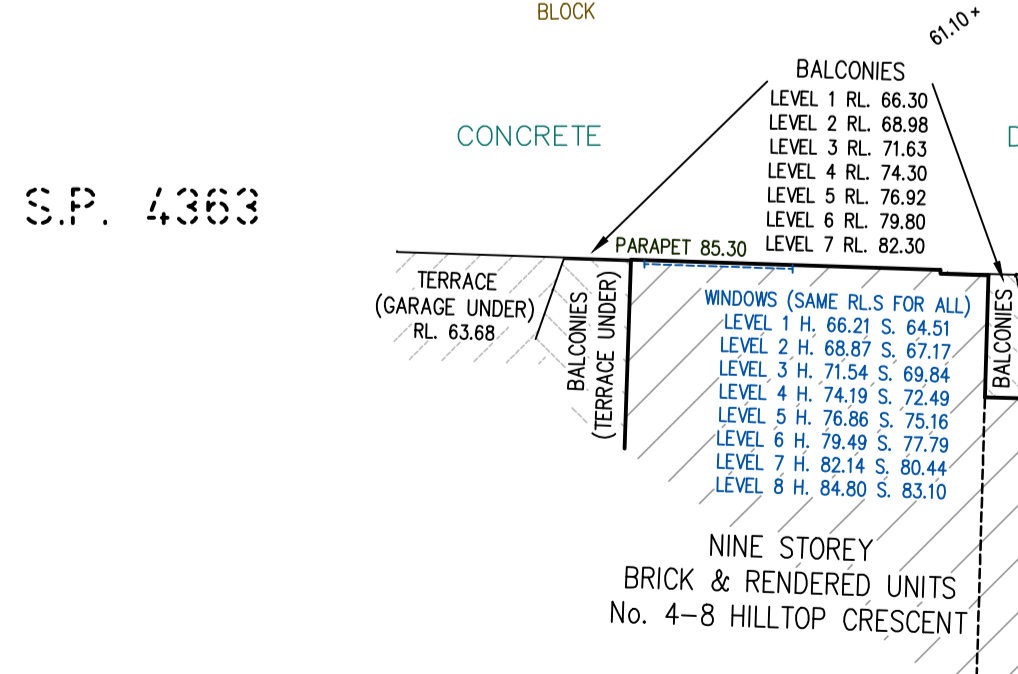 BLOCK
61.10
CONCRETE
S.P. 4363
BALCONIES
LEVEL 1 RL. 66.30
LEVEL 2 RL. 68.98
LEVEL 3 RL. 71.63
LEVEL 4 RL. 74.30
LEVEL 5 RL. 76.92
LEVEL 6 RL. 79.80
LEVEL 7 RL. 82.30
PARAPET 85.30
TERRACE
(GARAGE UNDER)
RL. 63.68
BALCONIES
(TERRACE UNDER)
WINDOWS (SAME RL.S FOR ALL)
LEVEL 1 H. 66.21 S. 64.51
LEVEL 2 H. 68.87 S. 67.17
LEVEL 3 H. 71.54 S. 69.84
LEVEL 4 H. 74.19 S. 72.49
LEVEL 5 H. 76.86 S. 75.16
LEVEL 6 H. 79.49 S. 77.79
LEVEL 7 H. 82.14 S. 80.44
LEVEL 8 H. 84.80 S. 83.10
BALCONIES
NINE STOREY
BRICK & RENDERED UNITS
No. 4-8 HILLTOP CRESCENT